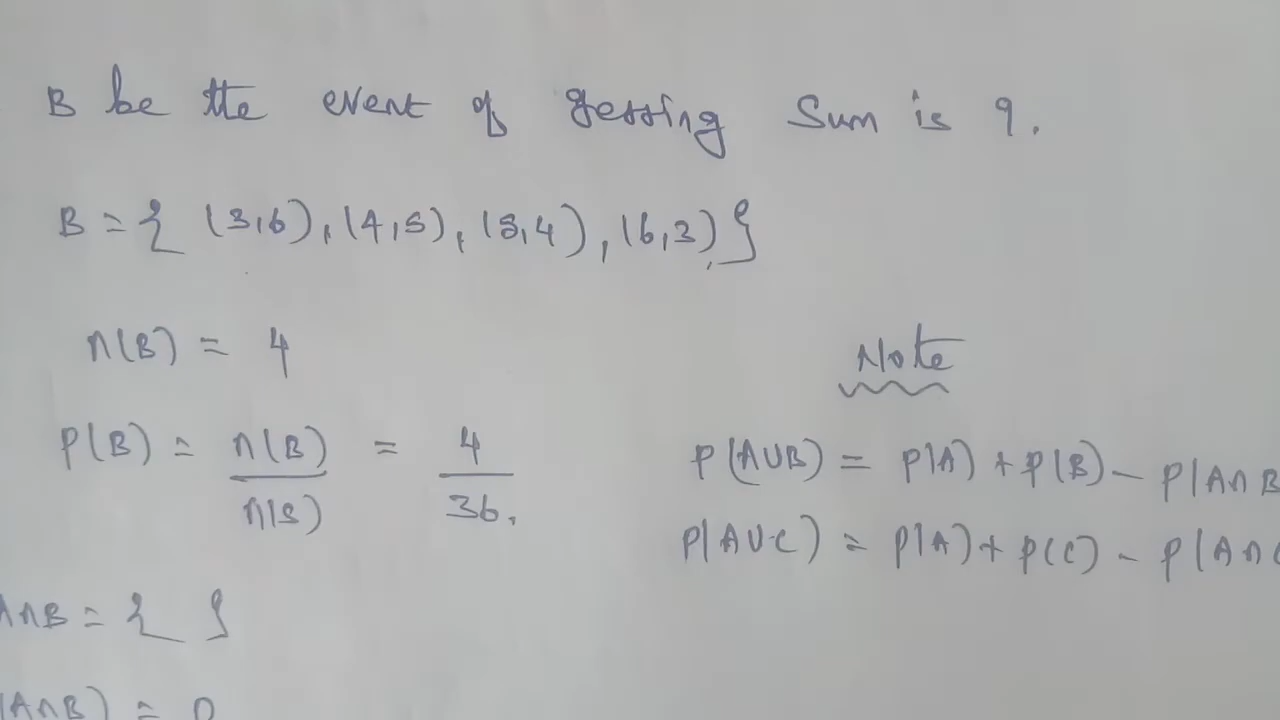 B be the event of getting Sum is 9.
B = { (3,6), (4,5), (5,4), (6,3) }
n(B) = 4
P(B) = n(B)/n(S) = 4/36.
A∩B = { }
(A∩B) = 0
Note
P(A∪B) = P(A) + P(B) - P(A∩B
P(A∪C) = P(A) + P(C) - P(A∩C